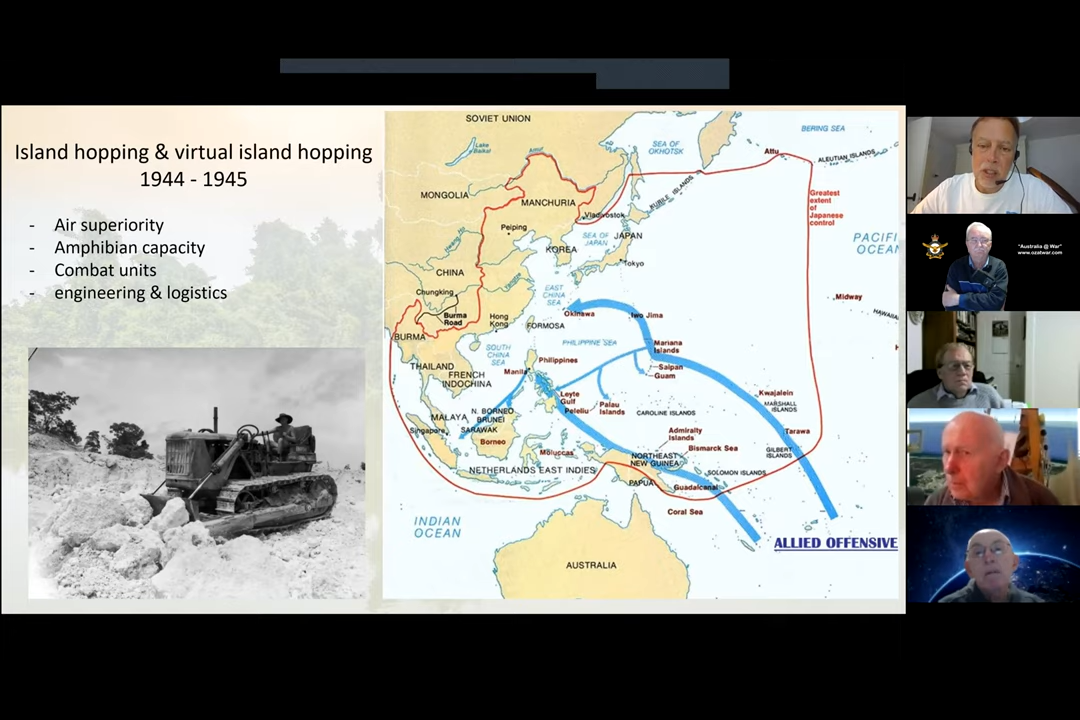 Island hopping & virtual island hopping
1944 - 1945
- Air superiority
- Amphibian capacity
- Combat units
- engineering & logistics
SOVIET UNION
BERING SEA
SEA OF
OKHOTSK
Lake
Baikal
Amur
Attu
ALEUTIAN ISLANDS
MONGOLIA
MANCHURIA
KURILE ISLANDS
Greatest
extent
of
Japanese
control
Vladivostok
Peiping
SEA OF
JAPAN
JAPAN
KOREA
Tokyo
PACIFI
OCEAN
CHINA
Chungking
EAST
CHINA
SEA
Midway
HAWAIIA
Burma
Road
Hong
Kong
Okinawa
Iwo Jima
FORMOSA
BURMA
PHILIPPINE SEA
Mariana
Islands
SOUTH
CHINA
SEA
THAILAND
FRENCH
INDOCHINA
Philippines
Manila
Saipan
Guam
Leyte
Gulf
Peleliu
Palau
Islands
CAROLINE ISLANDS
Kwajalein
MARSHALL
ISLANDS
MALAYA
N. BORNEO
BRUNEI
SARAWAK
Singapore
Borneo
Admiralty
Islands
Bismarck Sea
Tarawa
GILBERT
ISLANDS
Moluccas
NORTHEAST
NEW GUINEA
NETHERLANDS EAST INDIES
SOLOMON ISLANDS
PAPUA
Guadalcanal
Coral Sea
INDIAN
OCEAN
ALLIED OFFENSIVE
AUSTRALIA
"Australia @ War"
www.ozatwar.com